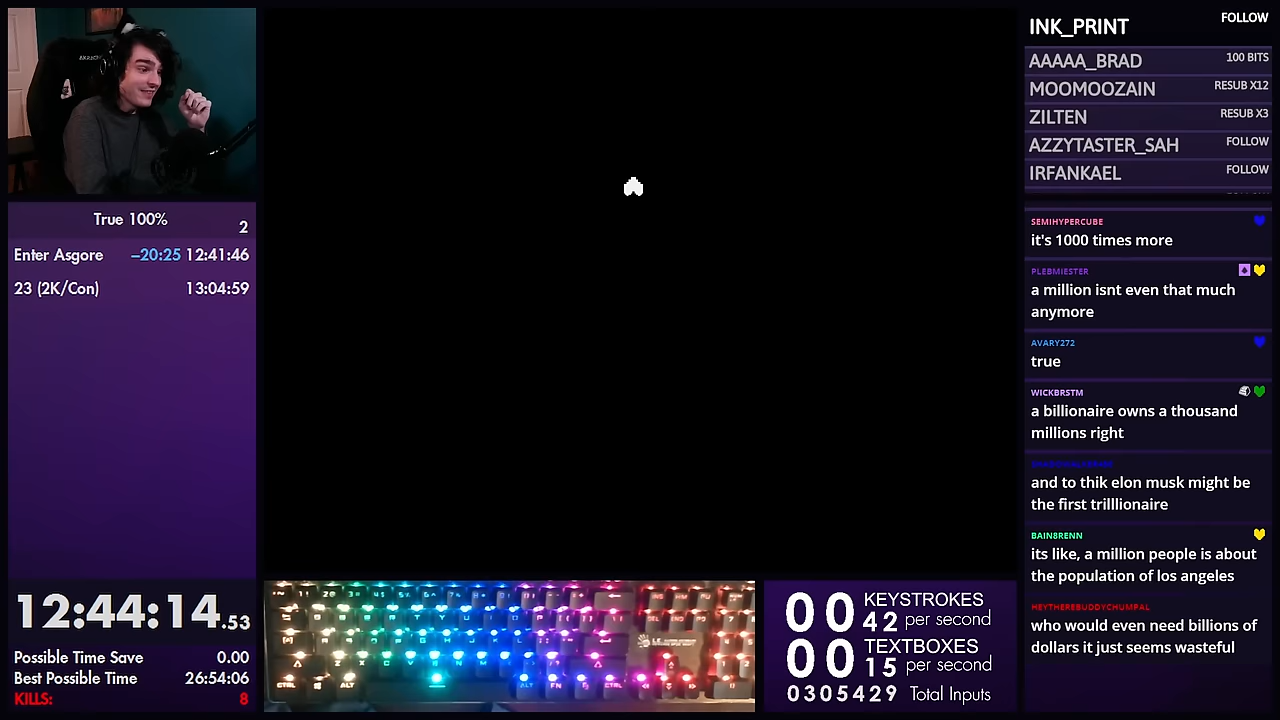 True 100%
2
Enter Asgore −20:25 12:41:46
23 (2K/Con) 13:04:59
12:44:14.53
Possible Time Save 0.00
Best Possible Time 26:54:06
KILLS: 8
00 KEYSTROKES
42 per second
00 TEXTBOXES
15 per second
0305429 Total Inputs
INK_PRINT FOLLOW
AAAAA_BRAD 100 BITS
MOOMOOZAIN RESUB X12
ZILTEN RESUB X3
AZZYTASTER_SAH FOLLOW
IRFANKAEL FOLLOW
SEMIHYPERCUBE
it's 1000 times more
PLEBMIESTER
a million isnt even that much
anymore
AVARY272
true
WICKBRSTM
a billionaire owns a thousand
millions right
and to thik elon musk might be
the first trilllionaire
BAIN8RENN
its like, a million people is about
the population of los angeles
HEYTHEREBUDDYCHUMPAL
who would even need billions of
dollars it just seems wasteful